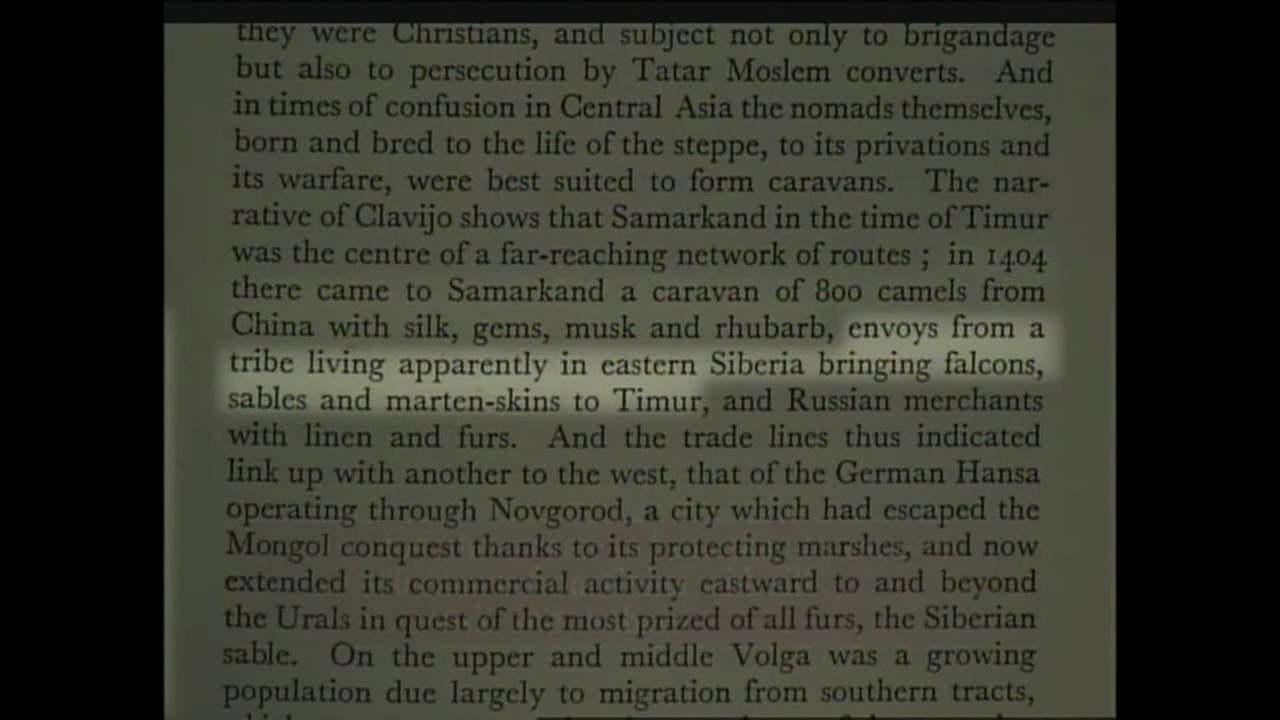 they were Christians, and subject not only to brigandage
but also to persecution by Tatar Moslem converts. And
in times of confusion in Central Asia the nomads themselves,
born and bred to the life of the steppe, to its privations and
its warfare, were best suited to form caravans. The nar-
rative of Clavijo shows that Samarkand in the time of Timur
was the centre of a far-reaching network of routes ; in 1404
there came to Samarkand a caravan of 800 camels from
China with silk, gems, musk and rhubarb, envoys from a
tribe living apparently in eastern Siberia bringing falcons,
sables and marten-skins to Timur, and Russian merchants
with linen and furs. And the trade lines thus indicated
link up with another to the west, that of the German Hansa
operating through Novgorod, a city which had escaped the
Mongol conquest thanks to its protecting marshes, and now
extended its commercial activity eastward to and beyond
the Urals in quest of the most prized of all furs, the Siberian
sable. On the upper and middle Volga was a growing
population due largely to migration from southern tracts,